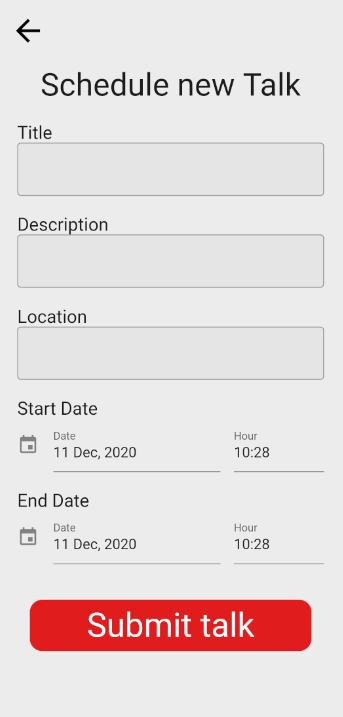 Schedule new Talk
Title
Description
Location
Start Date
Date Hour
11 Dec, 2020 10:28
End Date
Date Hour
11 Dec, 2020 10:28
Submit talk